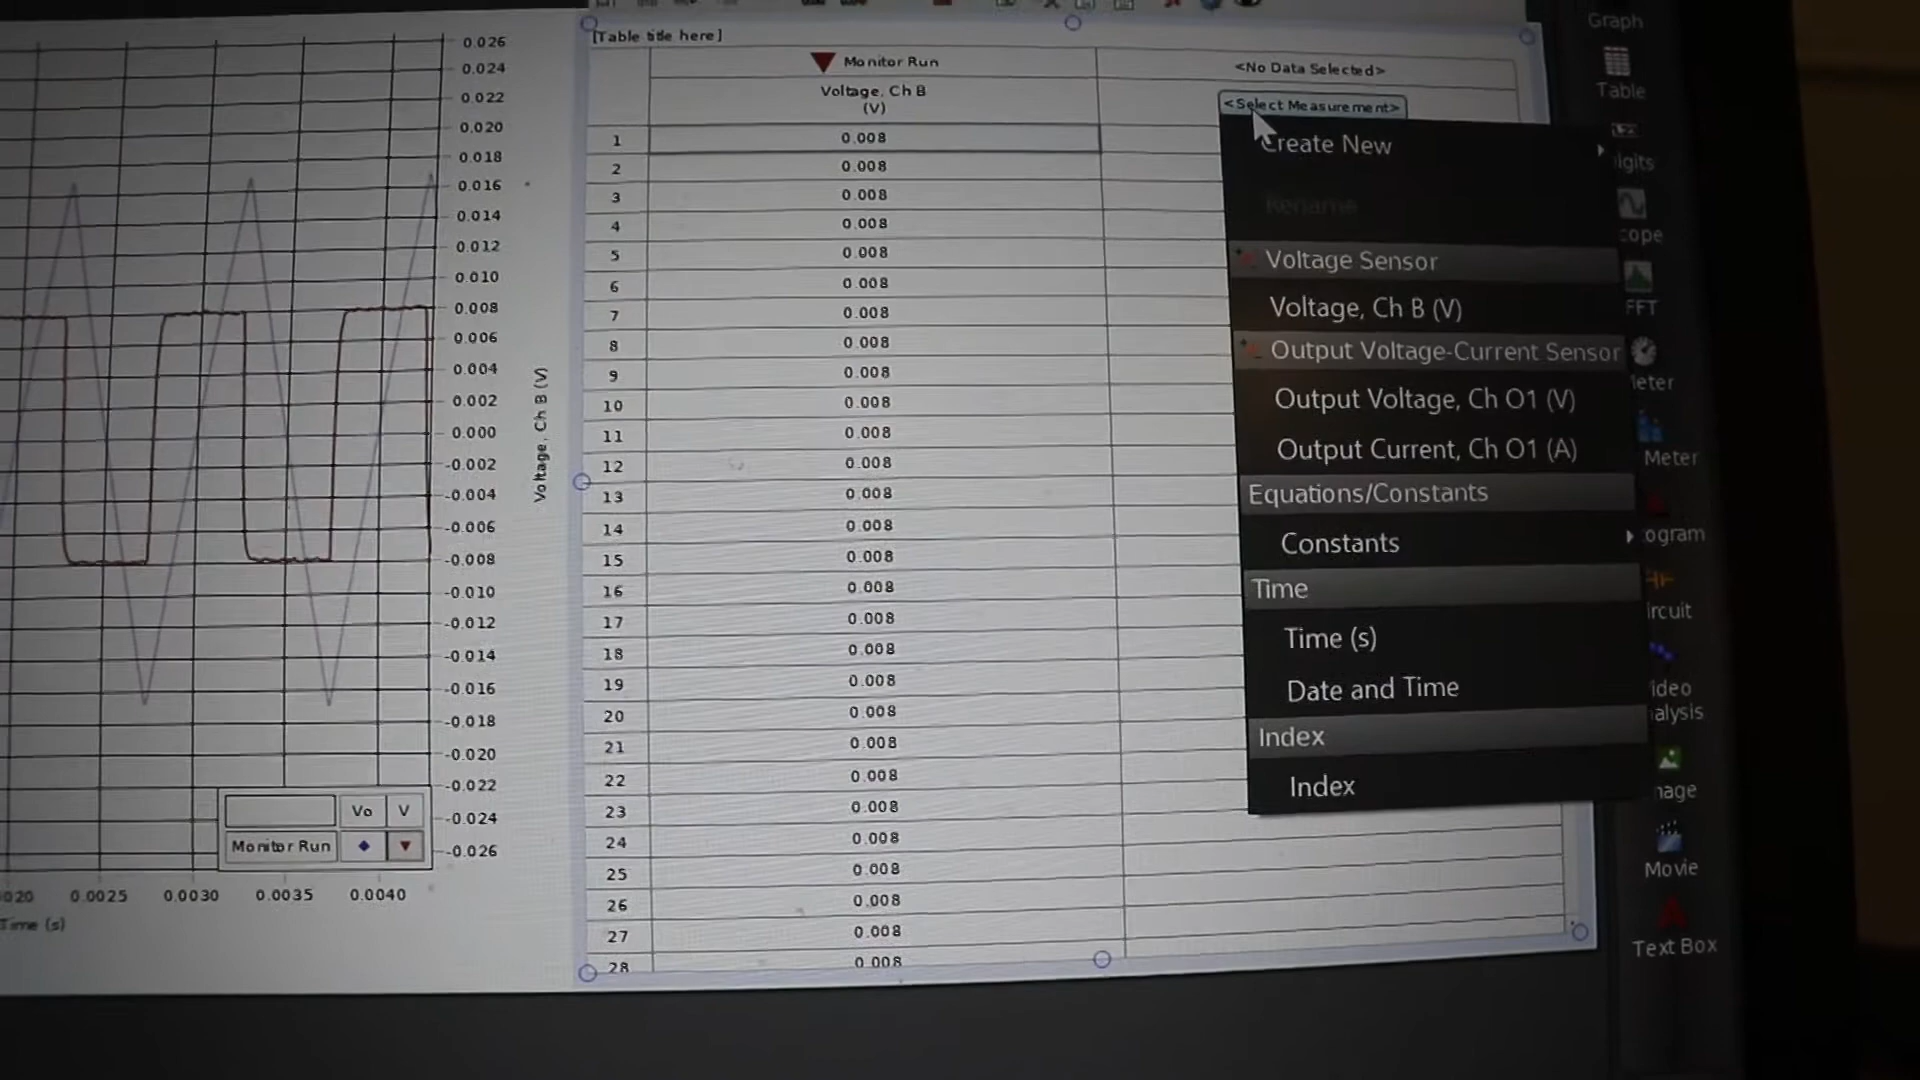 0.026
0.024
0.022
0.020
0.018
0.016
0.014
0.012
0.010
0.008
0.006
0.004
0.002
0.000
-0.002
-0.004
-0.006
-0.008
-0.010
-0.012
-0.014
-0.016
-0.018
-0.020
-0.022
-0.024
-0.026
Voltage, Ch B (V)
Vo V
Monitor Run
020 0.0025 0.0030 0.0035 0.0040
Time (s)
[Table title here]
Monitor Run <No Data Selected>
Voltage, Ch B
(V)
<Select Measurement>
1 0.008
2 0.008
3 0.008
4 0.008
5 0.008
6 0.008
7 0.008
8 0.008
9 0.008
10 0.008
11 0.008
12 0.008
13 0.008
14 0.008
15 0.008
16 0.008
17 0.008
18 0.008
19 0.008
20 0.008
21 0.008
22 0.008
23 0.008
24 0.008
25 0.008
26 0.008
27 0.008
28 0.008
Create New
Rename
Voltage Sensor
Voltage, Ch B (V)
Output Voltage-Current Sensor
Output Voltage, Ch O1 (V)
Output Current, Ch O1 (A)
Equations/Constants
Constants
Time
Time (s)
Date and Time
Index
Index
Graph
Table
igits
cope
FFT
leter
Meter
ogram
ircuit
ideo
alysis
nage
Movie
Text Box